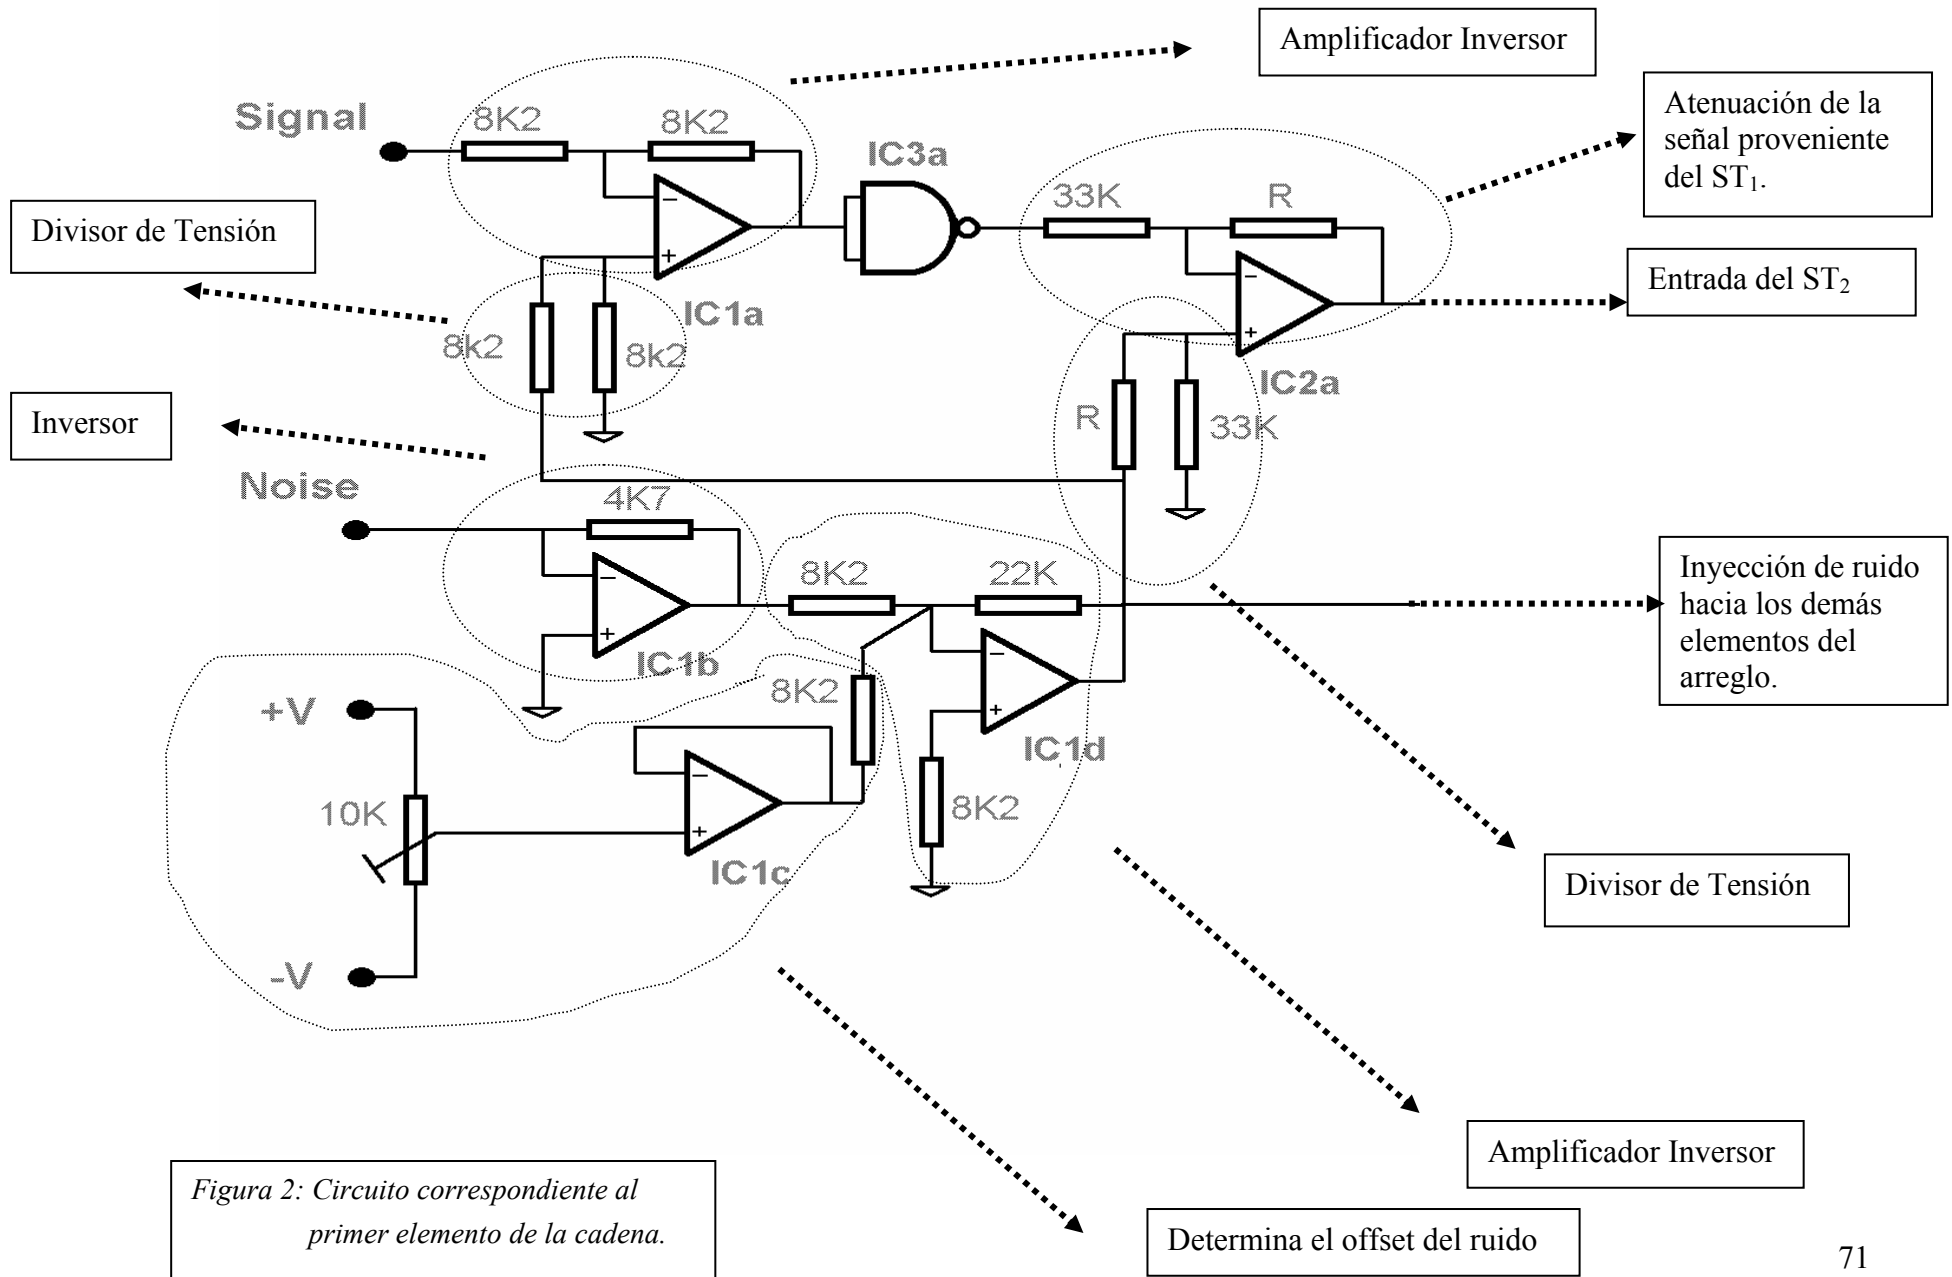 Amplificador Inversor
Atenuación de la
señal proveniente
del ST₁.
Signal
8K2
8K2
IC3a
33K
R
Divisor de Tensión
−
+
IC1a
8k2
8k2
−
+
IC2a
Entrada del ST₂
R
33K
Inversor
Noise
4K7
−
+
IC1b
8K2
22K
Inyección de ruido
hacia los demás
elementos del
arreglo.
+V
8K2
−
+
IC1d
10K
−
+
IC1c
8K2
Divisor de Tensión
-V
Amplificador Inversor
Figura 2: Circuito correspondiente al
primer elemento de la cadena.
Determina el offset del ruido
71